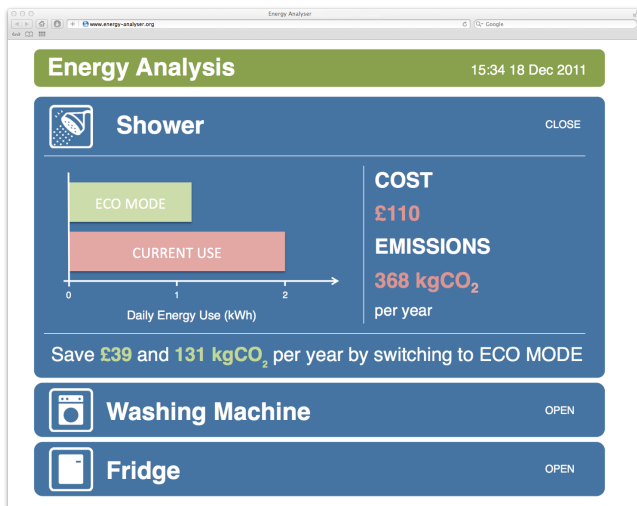 Energy Analyser
www.energy-analyser.org
Google
Energy Analysis
15:34 18 Dec 2011
Shower
CLOSE
ECO MODE
CURRENT USE
0 1 2
Daily Energy Use (kWh)
COST
£110
EMISSIONS
368 kgCO₂
per year
Save £39 and 131 kgCO₂ per year by switching to ECO MODE
Washing Machine
OPEN
Fridge
OPEN